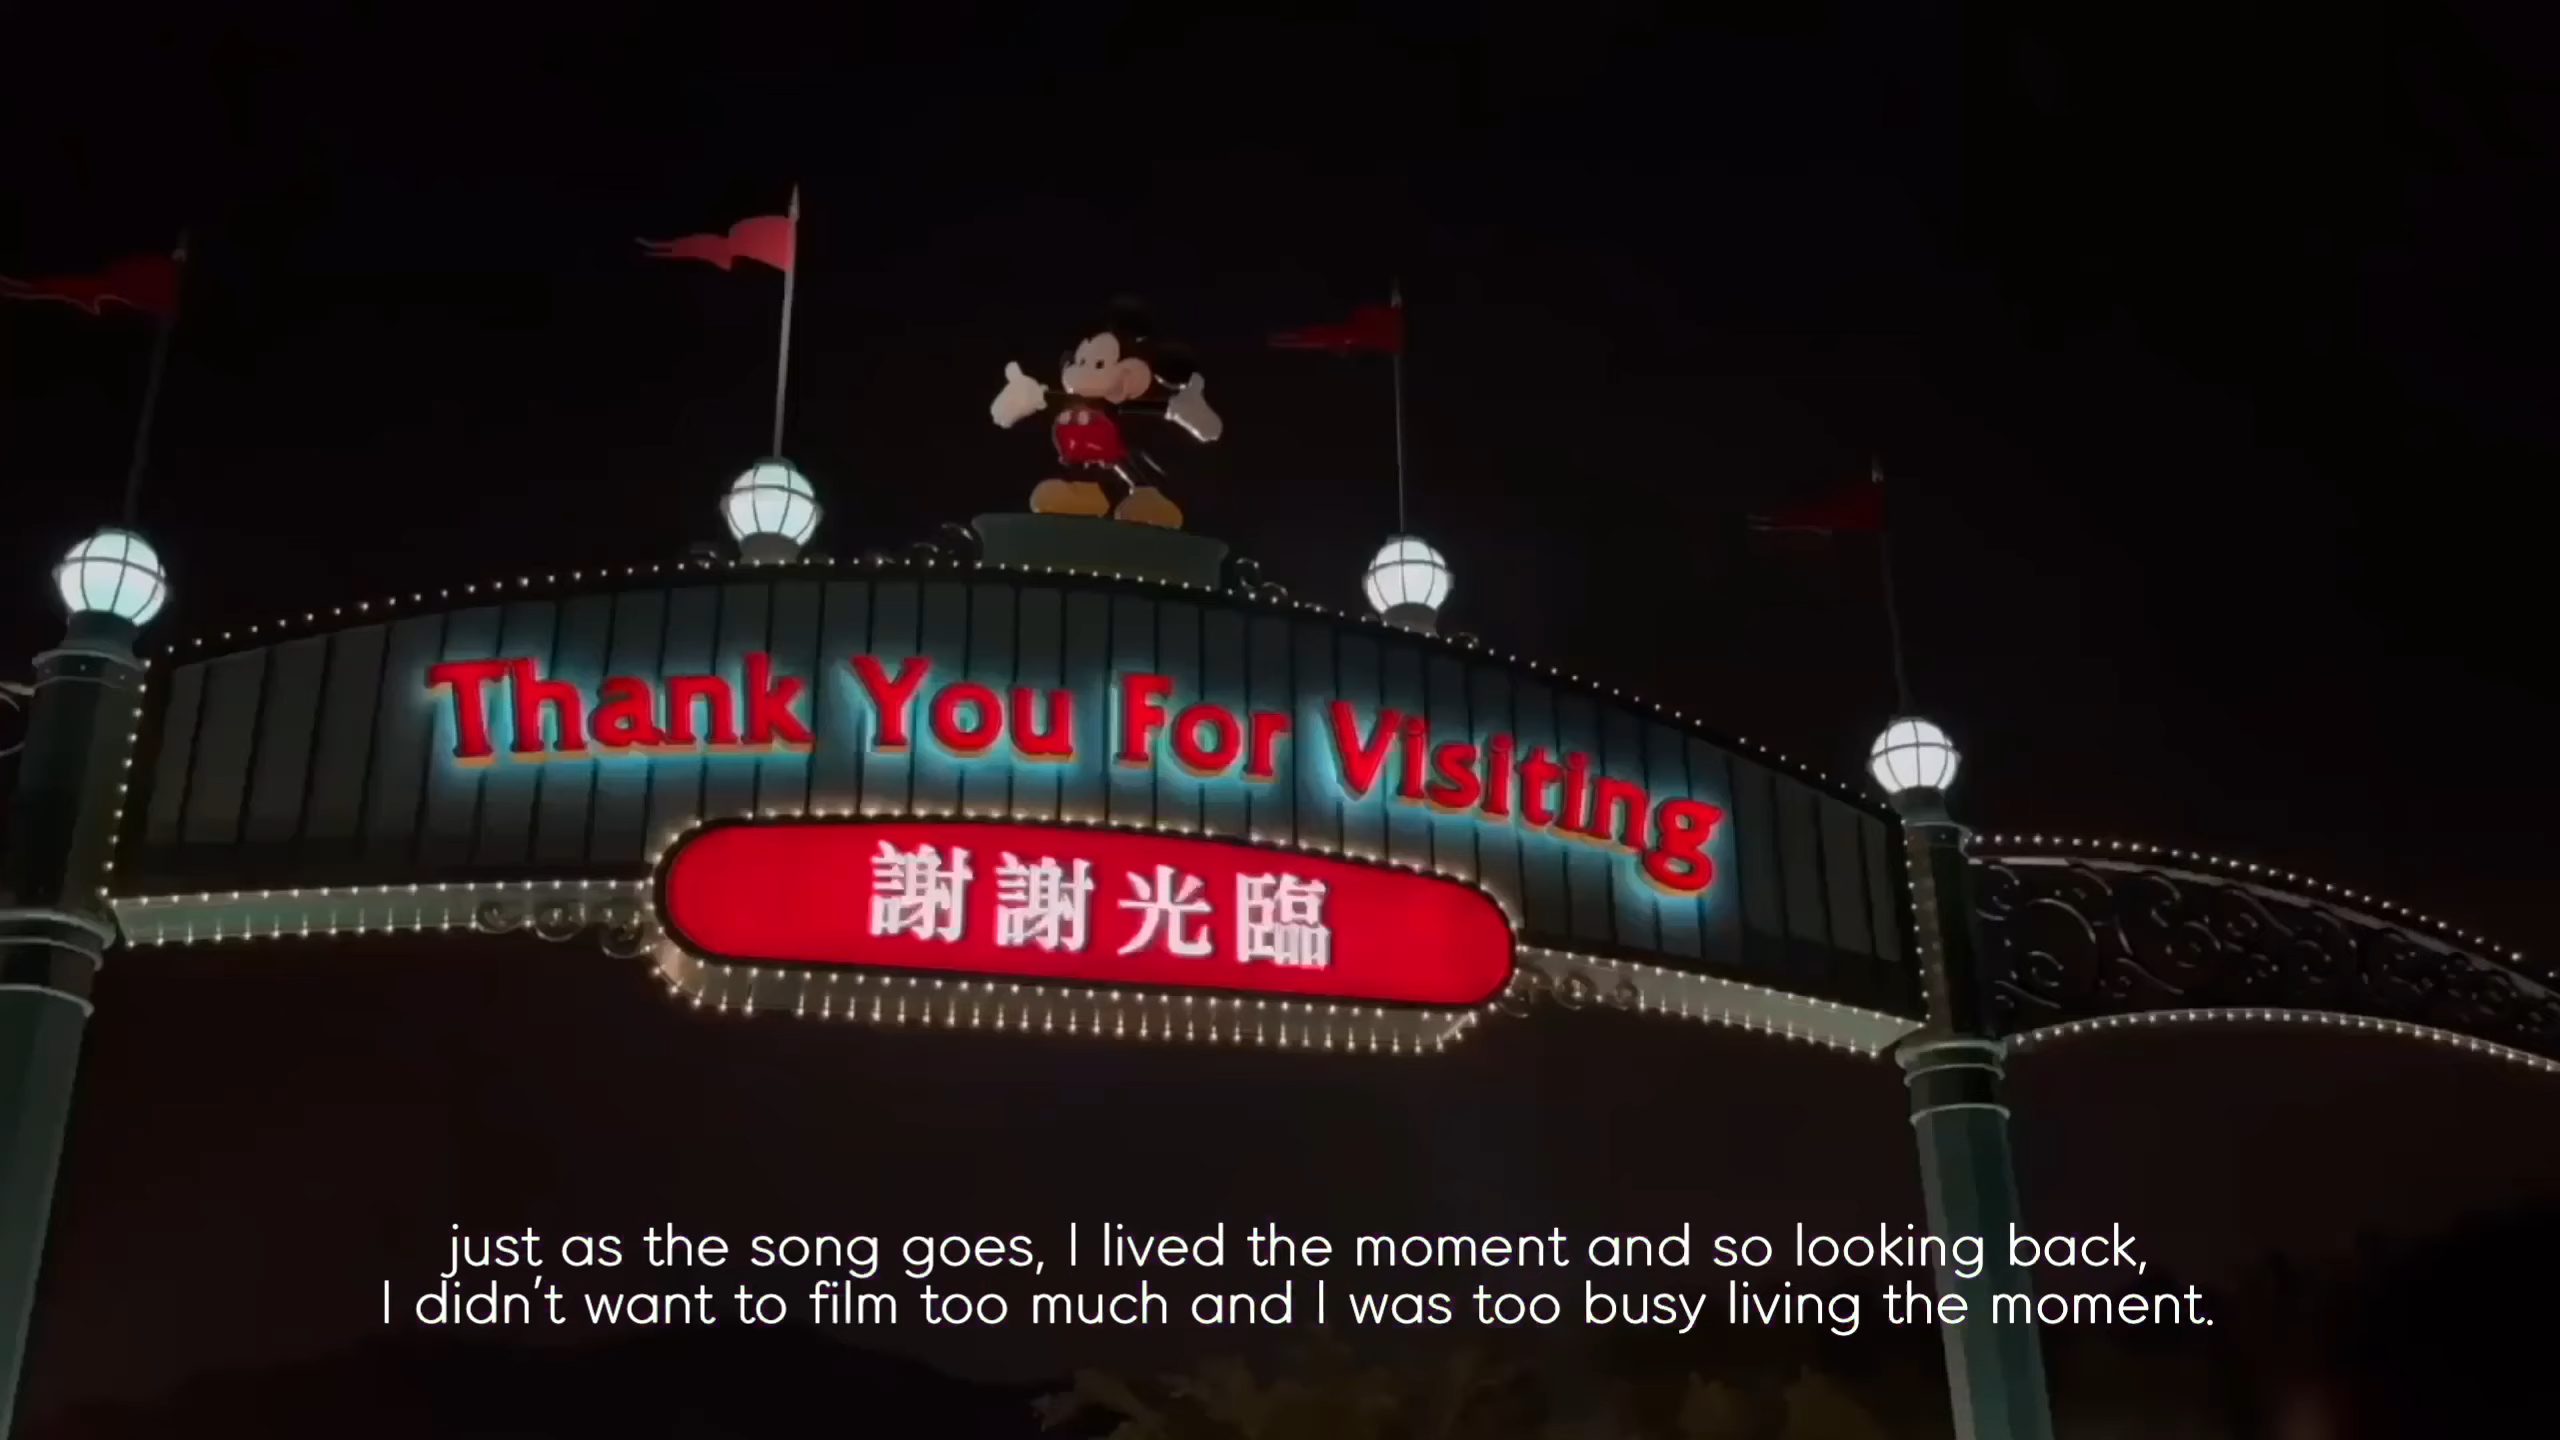 Thank You For Visiting
謝謝光臨
just as the song goes, I lived the moment and so looking back,
I didn't want to film too much and I was too busy living the moment.